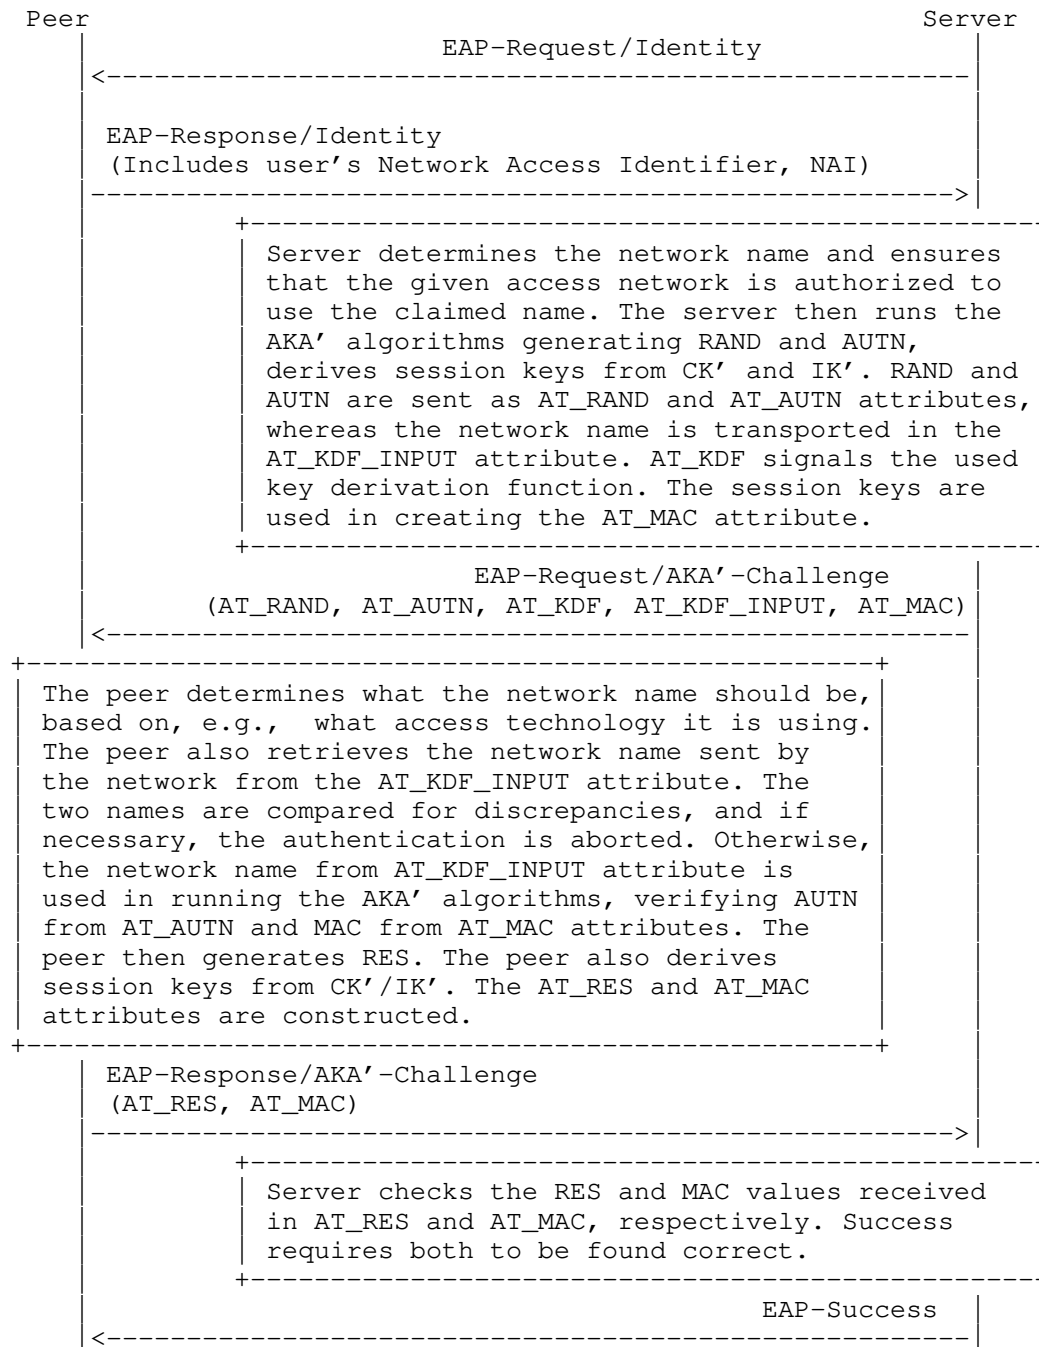 Peer Server
EAP-Request/Identity
EAP-Response/Identity
(Includes user's Network Access Identifier, NAI)
Server determines the network name and ensures
that the given access network is authorized to
use the claimed name. The server then runs the
AKA' algorithms generating RAND and AUTN,
derives session keys from CK' and IK'. RAND and
AUTN are sent as AT_RAND and AT_AUTN attributes,
whereas the network name is transported in the
AT_KDF_INPUT attribute. AT_KDF signals the used
key derivation function. The session keys are
used in creating the AT_MAC attribute.
EAP-Request/AKA'-Challenge
(AT_RAND, AT_AUTN, AT_KDF, AT_KDF_INPUT, AT_MAC)
The peer determines what the network name should be,
based on, e.g., what access technology it is using.
The peer also retrieves the network name sent by
the network from the AT_KDF_INPUT attribute. The
two names are compared for discrepancies, and if
necessary, the authentication is aborted. Otherwise,
the network name from AT_KDF_INPUT attribute is
used in running the AKA' algorithms, verifying AUTN
from AT_AUTN and MAC from AT_MAC attributes. The
peer then generates RES. The peer also derives
session keys from CK'/IK'. The AT_RES and AT_MAC
attributes are constructed.
EAP-Response/AKA'-Challenge
(AT_RES, AT_MAC)
Server checks the RES and MAC values received
in AT_RES and AT_MAC, respectively. Success
requires both to be found correct.
EAP-Success